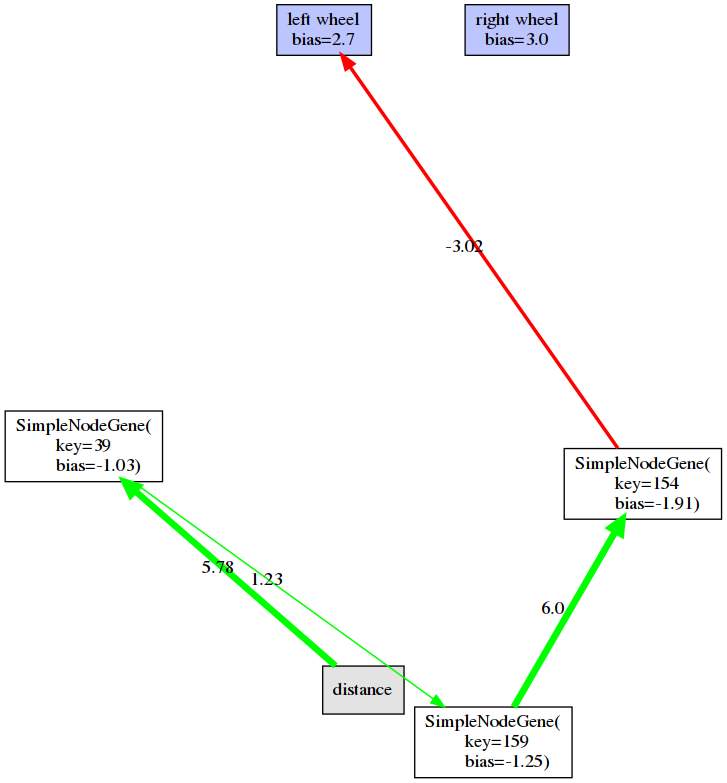 left wheel
bias=2.7
right wheel
bias=3.0
-3.02
SimpleNodeGene(
key=39
bias=-1.03)
SimpleNodeGene(
key=154
bias=-1.91)
5.78
1.23
6.0
distance
SimpleNodeGene(
key=159
bias=-1.25)